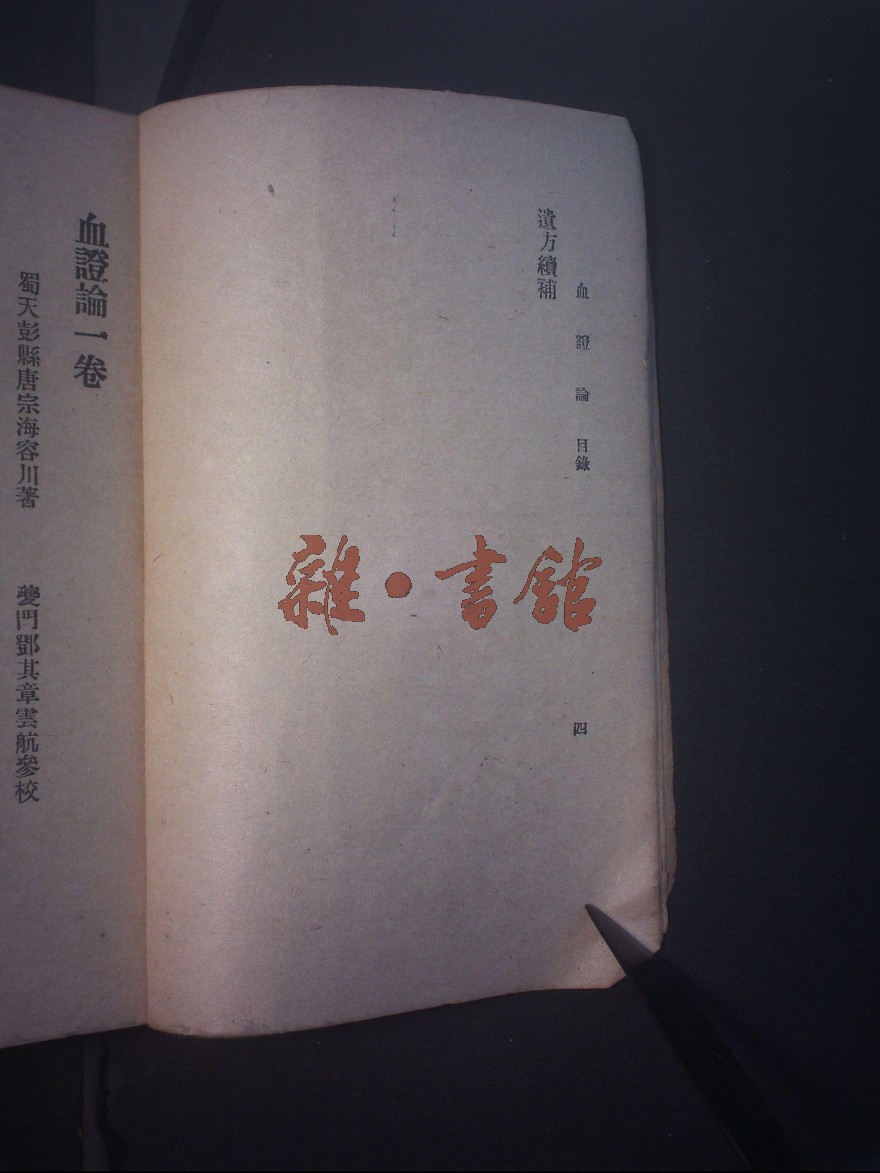 血證論目錄
四
遺方續補
雜·書館
血證論一卷
蜀天彭縣唐宗海容川著
夔門鄧其章雲航參校